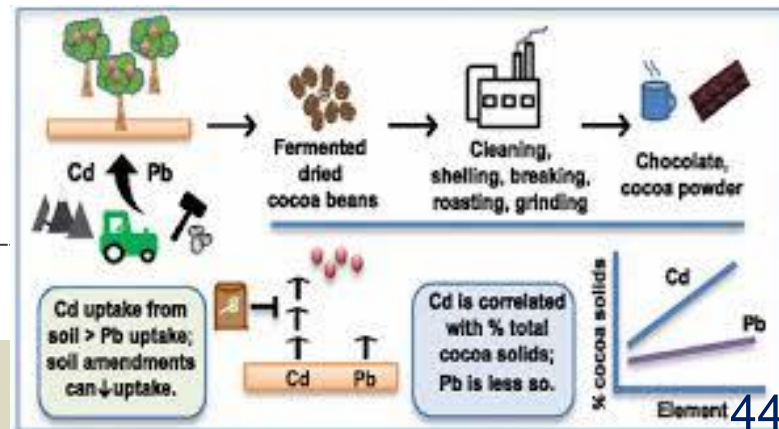 Cd
Pb
Fermented
dried
cocoa beans
Cleaning,
shelling, breaking,
roasting, grinding
Chocolate,
cocoa powder
Cd uptake from
soil > Pb uptake;
soil amendments
can↓uptake.
Cd
Pb
Cd is correlated
with % total
cocoa solids;
Pb is less so.
% cocoa solids
Cd
Pb
Element
44